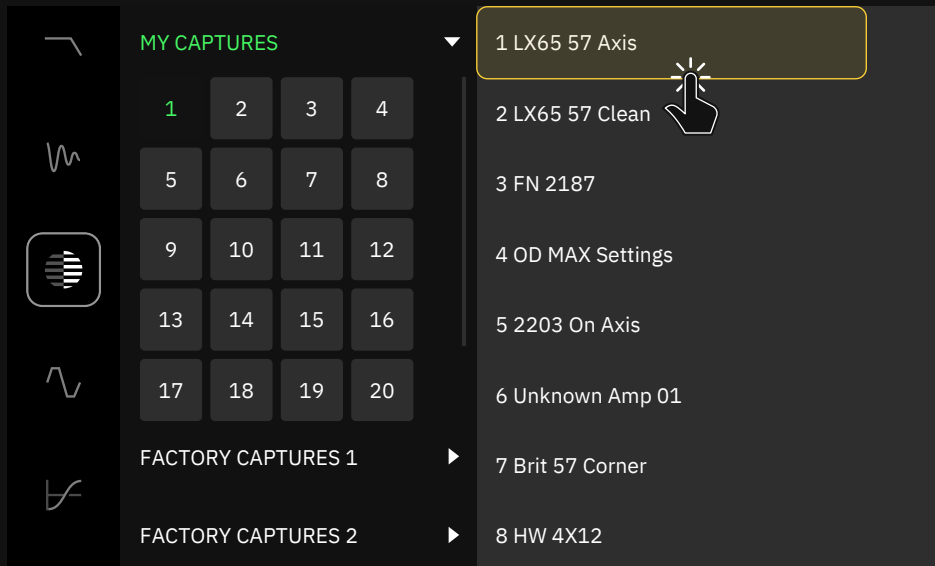 MY CAPTURES
1 2 3 4
5 6 7 8
9 10 11 12
13 14 15 16
17 18 19 20
FACTORY CAPTURES 1
FACTORY CAPTURES 2
1 LX65 57 Axis
2 LX65 57 Clean
3 FN 2187
4 OD MAX Settings
5 2203 On Axis
6 Unknown Amp 01
7 Brit 57 Corner
8 HW 4X12